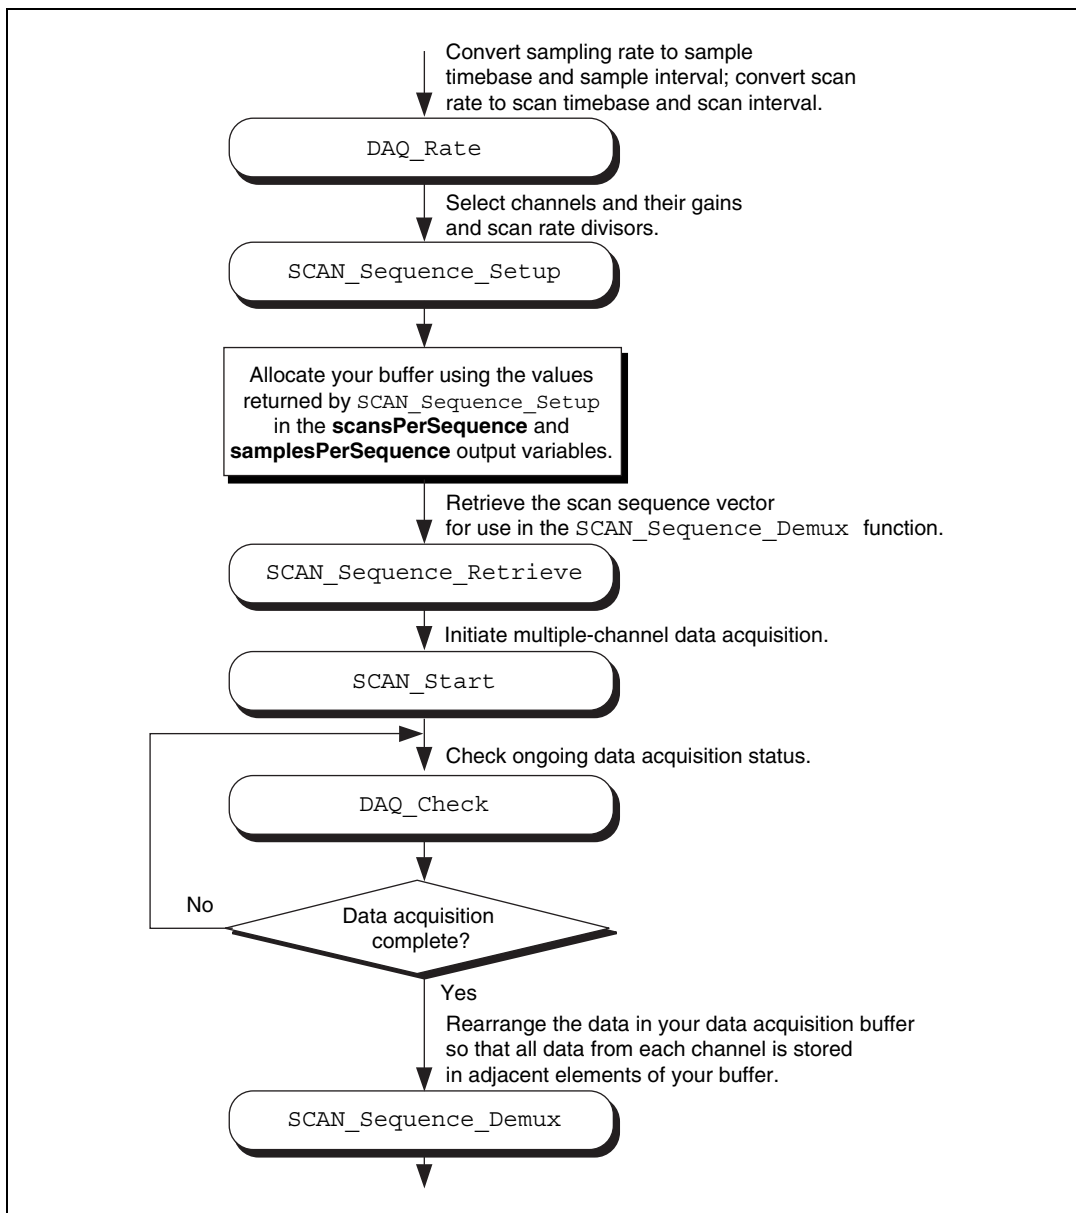 Convert sampling rate to sample
timebase and sample interval; convert scan
rate to scan timebase and scan interval.
DAQ_Rate
Select channels and their gains
and scan rate divisors.
SCAN_Sequence_Setup
Allocate your buffer using the values
returned by SCAN_Sequence_Setup
in the scansPerSequence and
samplesPerSequence output variables.
Retrieve the scan sequence vector
for use in the SCAN_Sequence_Demux function.
SCAN_Sequence_Retrieve
Initiate multiple-channel data acquisition.
SCAN_Start
Check ongoing data acquisition status.
DAQ_Check
No
Data acquisition
complete?
Yes
Rearrange the data in your data acquisition buffer
so that all data from each channel is stored
in adjacent elements of your buffer.
SCAN_Sequence_Demux